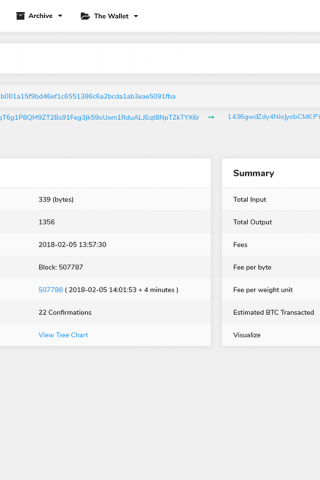 Archive The Wallet
b001a15f9bd46ef1c6551386c6a2bcda1ab3eae5091fba
qT6g1P8QM9ZT2Bs91Feg3jk59oUxm1RduALJEqt8NpTZkTYX6r → 1436gwdZdy4NioJyobCMKPY
Summary
339 (bytes) Total Input
1356 Total Output
2018-02-05 13:57:30 Fees
Block: 507787 Fee per byte
507788 ( 2018-02-05 14:01:53 + 4 minutes ) Fee per weight unit
22 Confirmations Estimated BTC Transacted
View Tree Chart Visualize